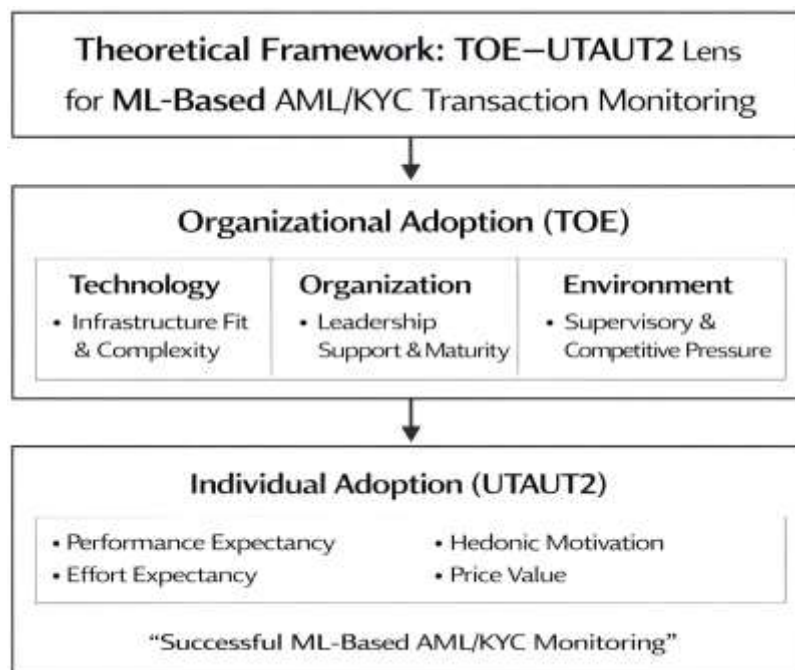 Theoretical Framework: TOE–UTAUT2 Lens
for ML-Based AML/KYC Transaction Monitoring
Organizational Adoption (TOE)
Technology
• Infrastructure Fit
& Complexity
Organization
• Leadership
Support & Maturity
Environment
• Supervisory &
Competitive Pressure
Individual Adoption (UTAUT2)
• Performance Expectancy
• Effort Expectancy
• Hedonic Motivation
• Price Value
“Successful ML-Based AML/KYC Monitoring”